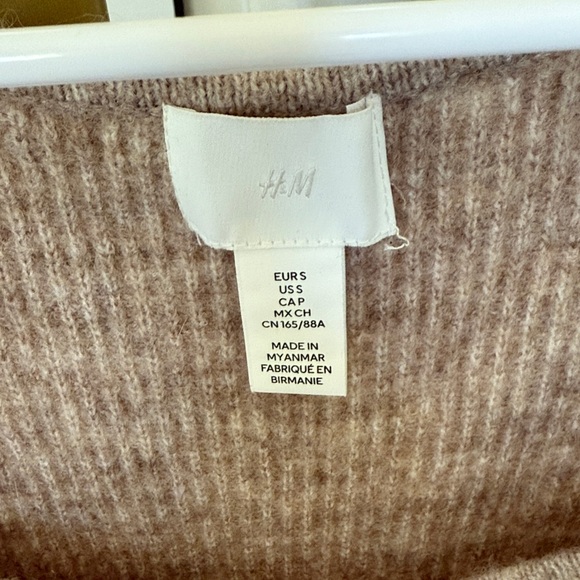 H&M
EUR S
US S
CA P
MX CH
CN 165/88A
MADE IN
MYANMAR
FABRIQUÉ EN
BIRMANIE